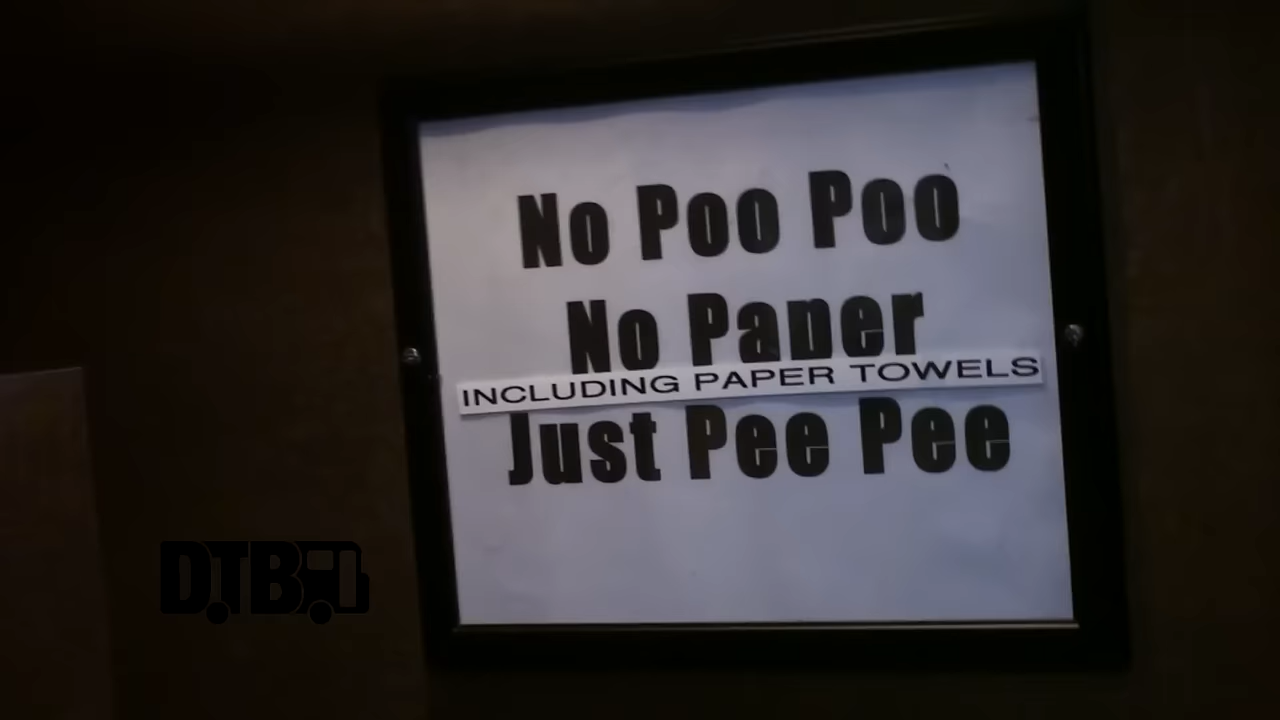 No Poo Poo
No Paper
INCLUDING PAPER TOWELS
Just Pee Pee
DTB